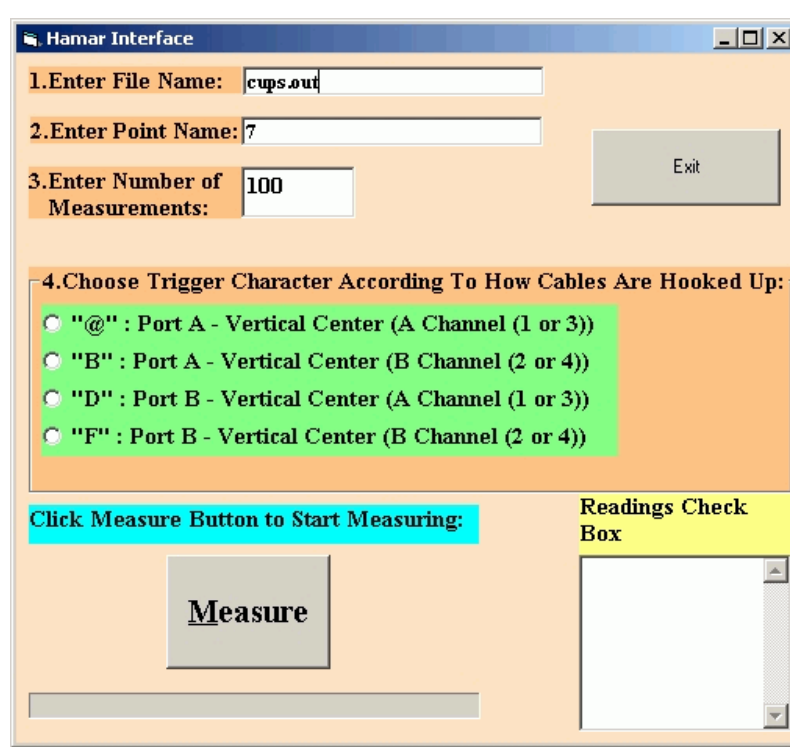 Hamar Interface
1.Enter File Name: cups.out
2.Enter Point Name: 7
Exit
3.Enter Number of 100
Measurements:
4.Choose Trigger Character According To How Cables Are Hooked Up:
"@" : Port A - Vertical Center (A Channel (1 or 3))
"B" : Port A - Vertical Center (B Channel (2 or 4))
"D" : Port B - Vertical Center (A Channel (1 or 3))
"F" : Port B - Vertical Center (B Channel (2 or 4))
Click Measure Button to Start Measuring:
Readings Check
Box
Measure